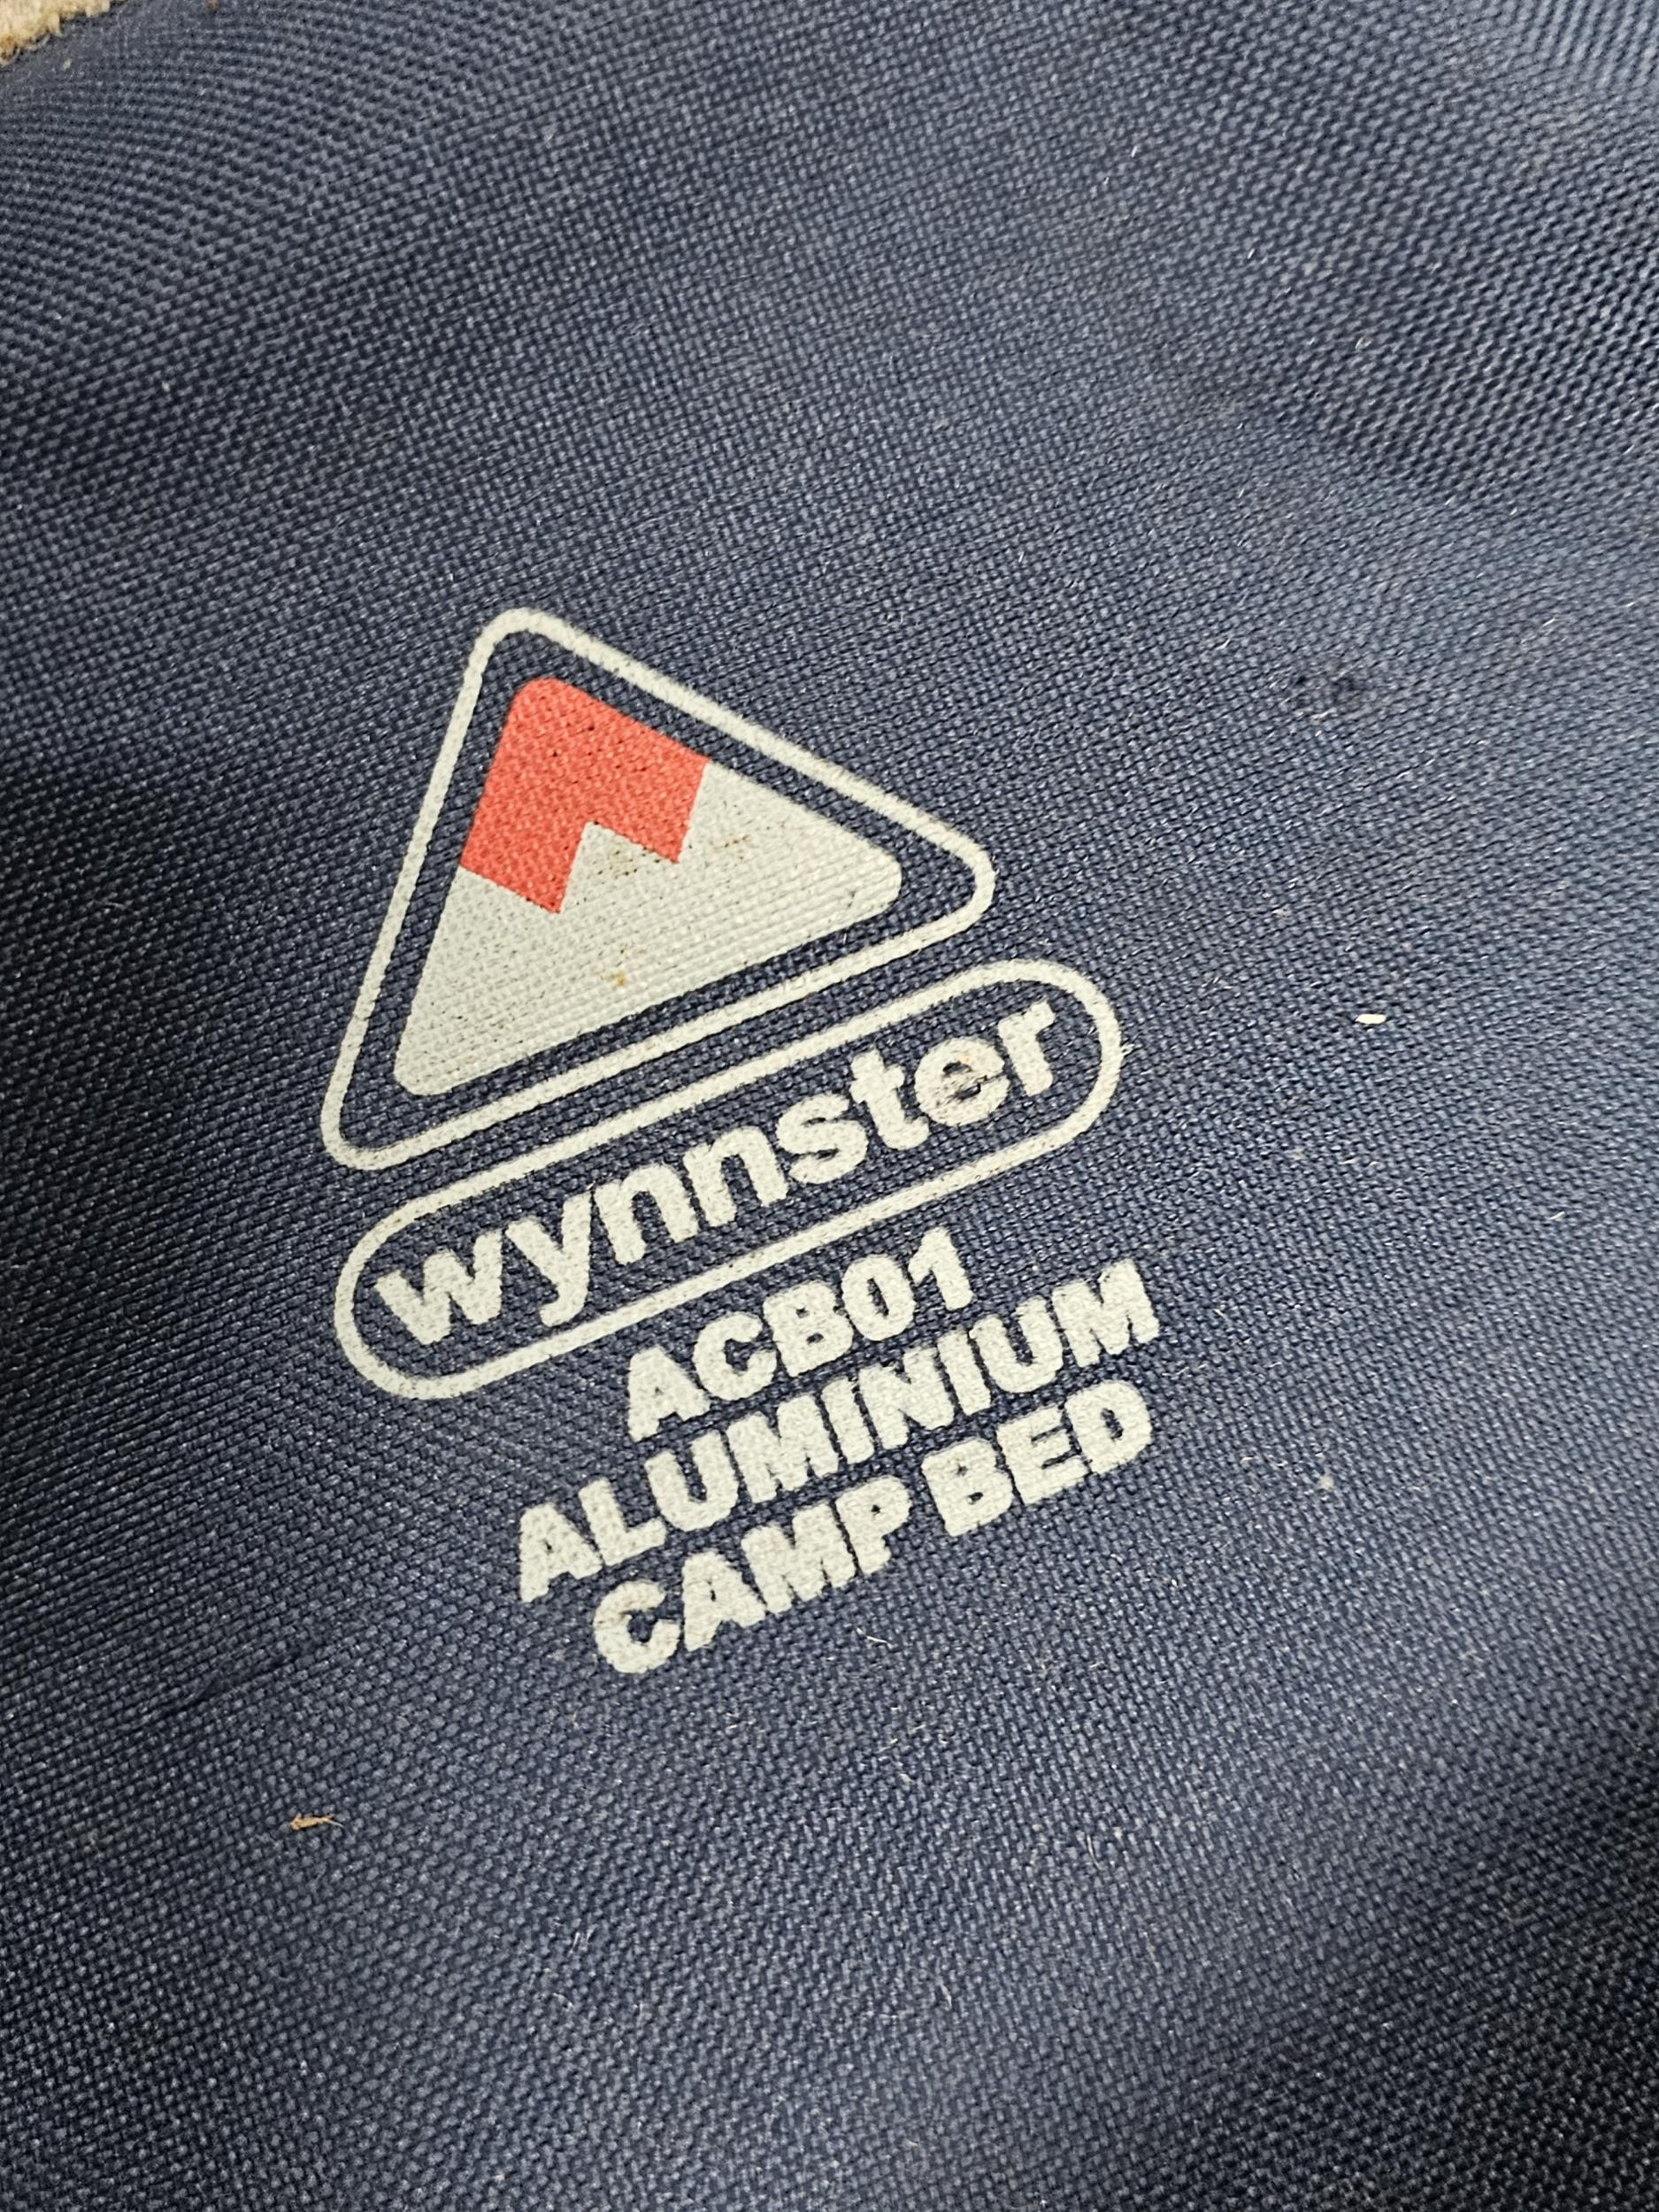 wynnster
ACB01
ALUMINIUM
CAMP BED